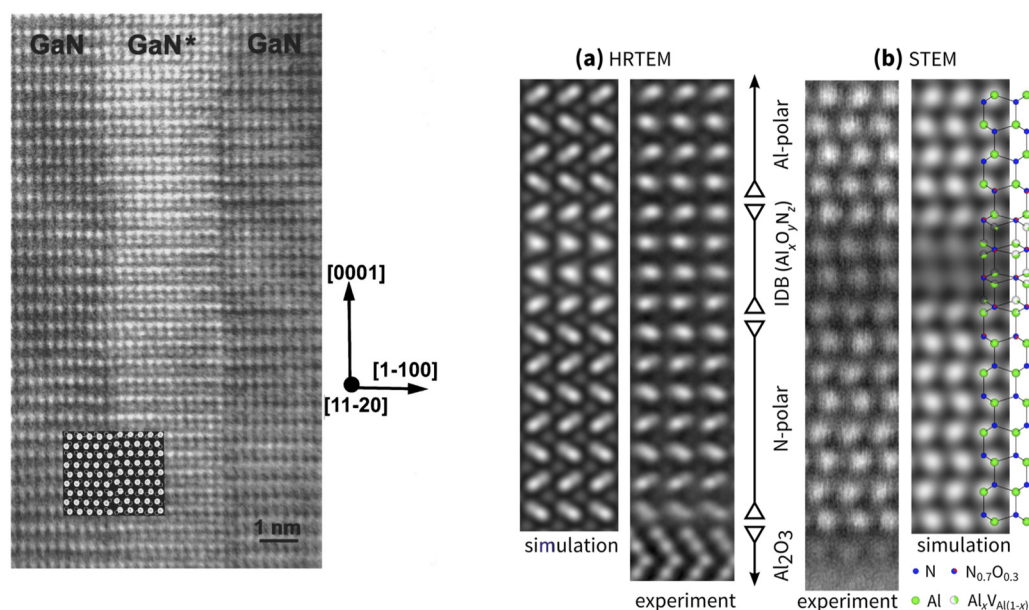 GaN GaN* GaN
[0001]
[1-100]
[11-20]
1 nm
(a) HRTEM
(b) STEM
Al-polar
IDB (AlxOyNz)
N-polar
Al2O3
simulation
experiment
experiment
simulation
N N0.7O0.3
Al AlxVAl(1-x)